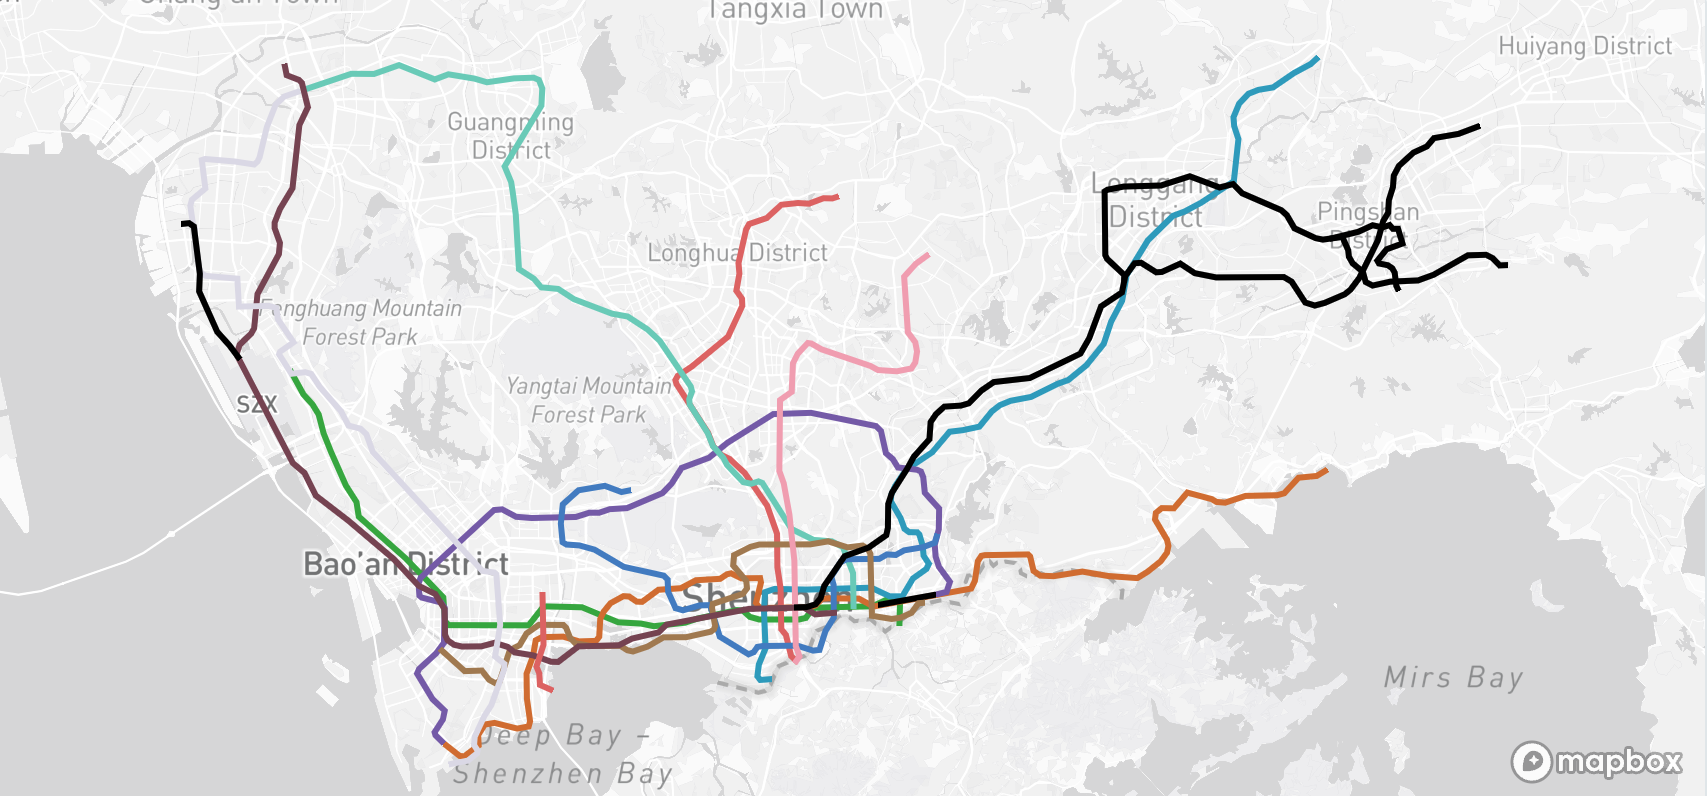 Chang'an Town
Tangxia Town
Huiyang District
Guangming
District
Longgang
District
Pingshan
District
Longhua District
Fenghuang Mountain
Forest Park
Yangtai Mountain
Forest Park
SZX
Bao'an District
Shenzhen
Mirs Bay
Deep Bay –
Shenzhen Bay
mapbox